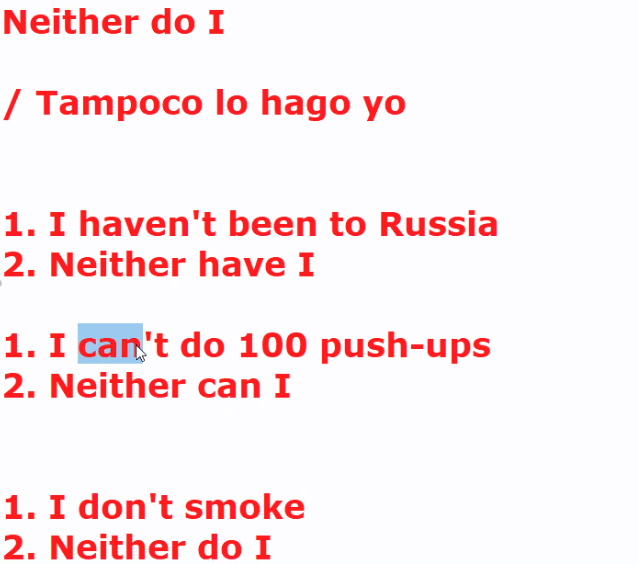 Neither do I
/ Tampoco lo hago yo
1. I haven't been to Russia
2. Neither have I
1. I can't do 100 push-ups
2. Neither can I
1. I don't smoke
2. Neither do I